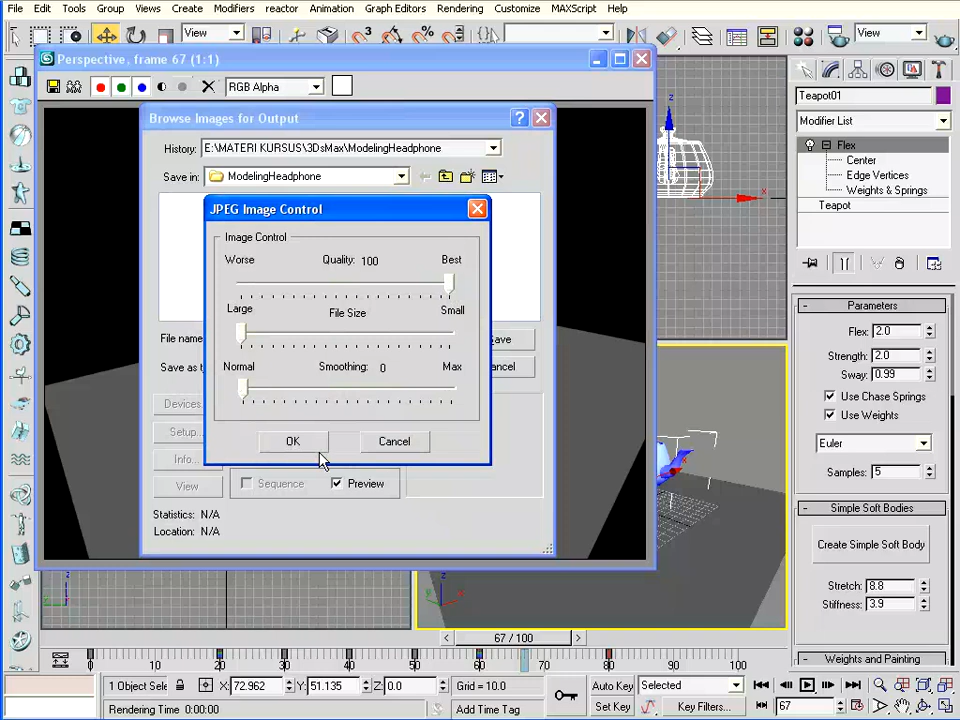 File Edit Tools Group Views Create Modifiers reactor Animation Graph Editors Rendering Customize MAXScript Help
View
View
Perspective, frame 67 (1:1)
RGB Alpha
Browse Images for Output
History: E:\MATERI KURSUS\3DsMax\ModelingHeadphone
Save in: ModelingHeadphone
JPEG Image Control
Image Control
Worse Quality: 100 Best
Large File Size Small
Normal Smoothing: 0 Max
OK Cancel
File name
Save as
Devices
Setup...
Info...
View
Sequence Preview
Statistics: N/A
Location: N/A
z
x
Teapot01
Modifier List
Flex
Center
Edge Vertices
Weights & Springs
Teapot
Parameters
Flex: 2.0
Strength: 2.0
Sway: 0.99
Use Chase Springs
Use Weights
Euler
Samples: 5
Simple Soft Bodies
Create Simple Soft Body
Stretch: 8.8
Stiffness: 3.9
Weights and Painting
z
z
y
x
67 / 100
0 10 20 30 40 50 60 70 80 90 100
1 Object Sele X: 72.962 Y: 51.135 Z: 0.0 Grid = 10.0 Auto Key Selected
Rendering Time 0:00:00 Add Time Tag Set Key Key Filters... 67